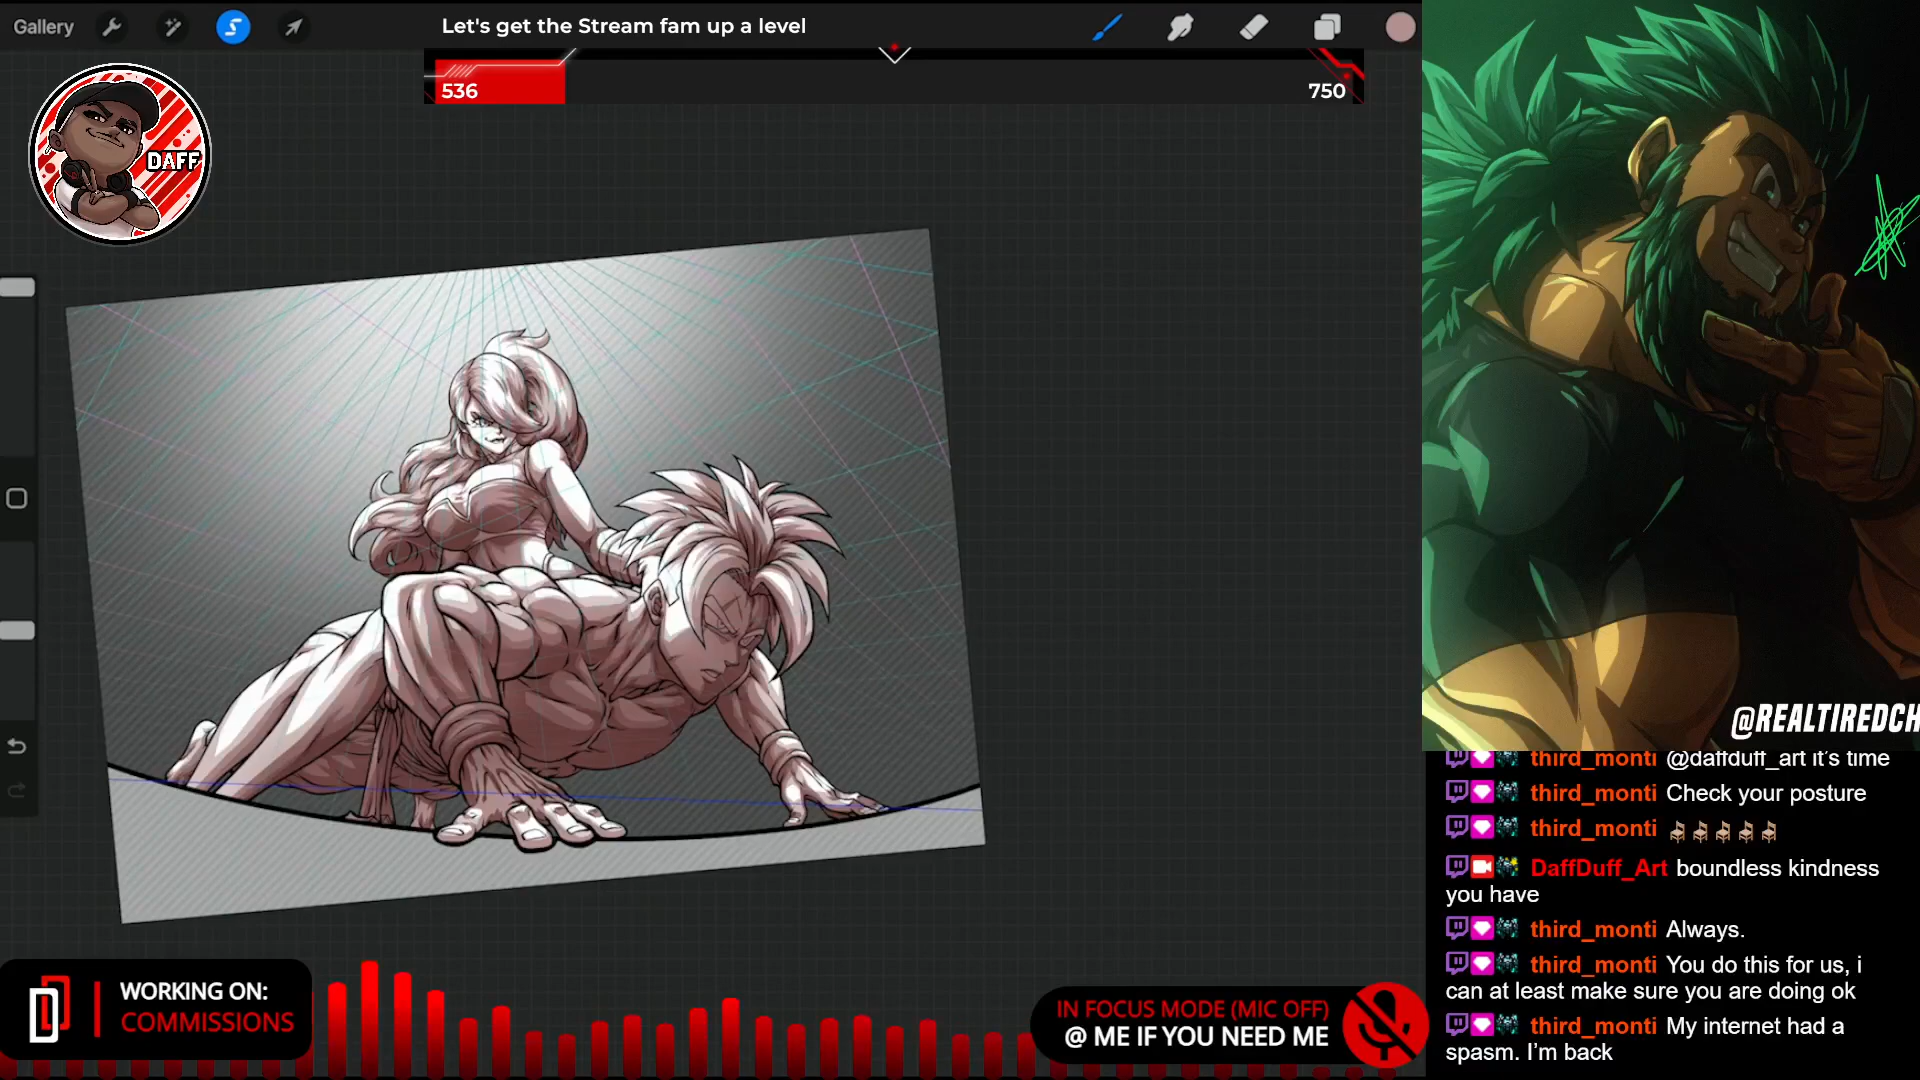 Gallery
Let's get the Stream fam up a level
536
750
DAFF
@REALTIREDCH
third_monti @daffduff_art it's time
third_monti Check your posture
third_monti
DaffDuff_Art boundless kindness
you have
third_monti Always.
third_monti You do this for us, i
can at least make sure you are doing ok
third_monti My internet had a
spasm. I'm back
WORKING ON:
COMMISSIONS
IN FOCUS MODE (MIC OFF)
@ ME IF YOU NEED ME